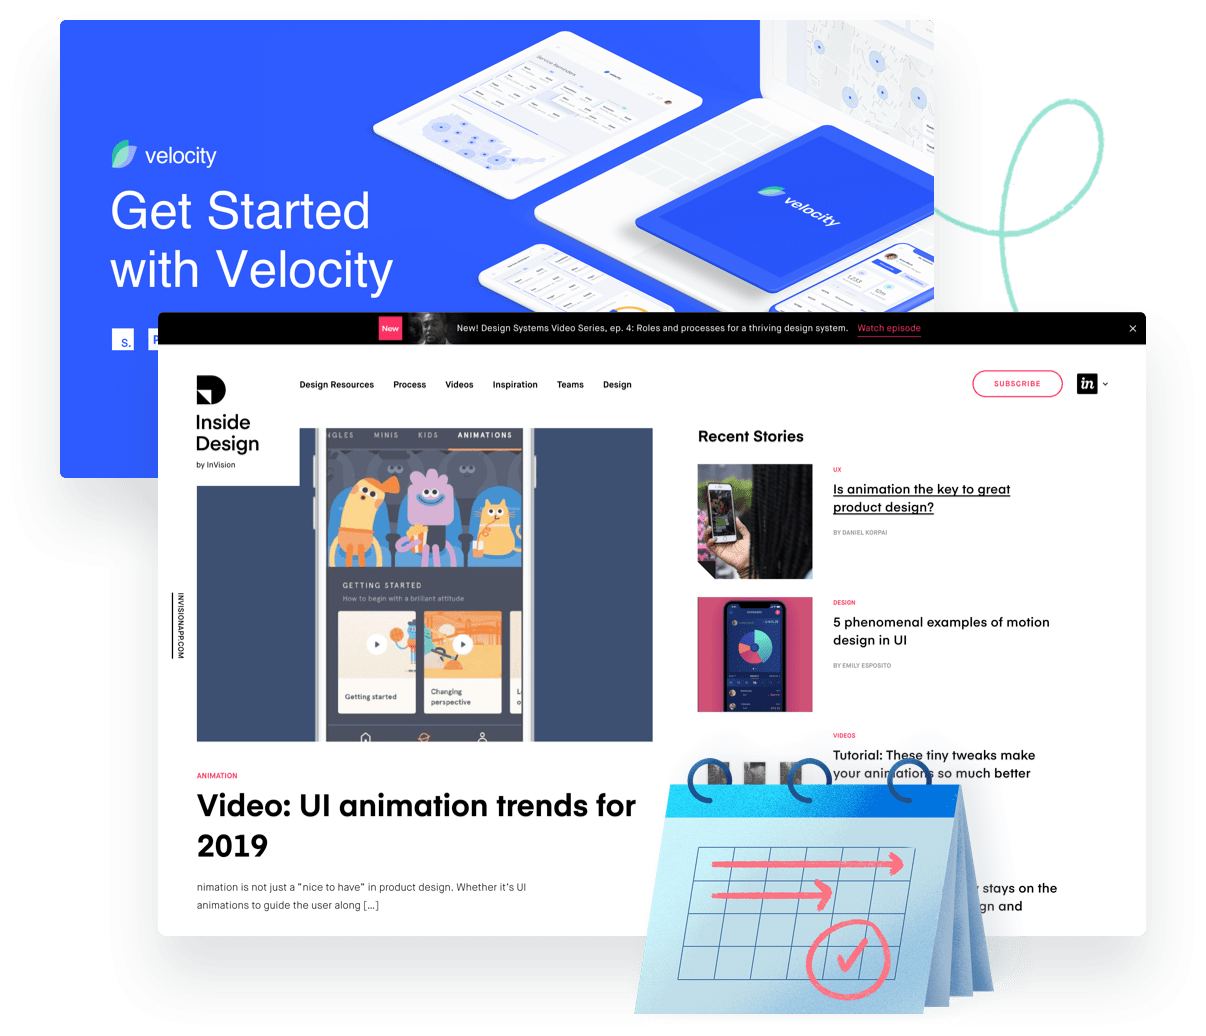 Service Reminders
velocity
velocity
velocity
Get Started
with Velocity
s.
New
New! Design Systems Video Series, ep. 4: Roles and processes for a thriving design system.
Watch episode
Design Resources
Process
Videos
Inspiration
Teams
Design
SUBSCRIBE
in
Inside
Design
by InVision
INVISIONAPP.COM
MINIS
KIDS
ANIMATIONS
GETTING STARTED
How to begin with a brilliant attitude
Getting started
Changing
perspective
ANIMATION
Video: UI animation trends for
2019
nimation is not just a "nice to have" in product design. Whether it's UI
animations to guide the user along [...]
Recent Stories
UX
Is animation the key to great
product design?
BY DANIEL KORPAI
DESIGN
5 phenomenal examples of motion
design in UI
BY EMILY ESPOSITO
VIDEOS
Tutorial: These tiny tweaks make
your animations so much better
stays on the
gn and